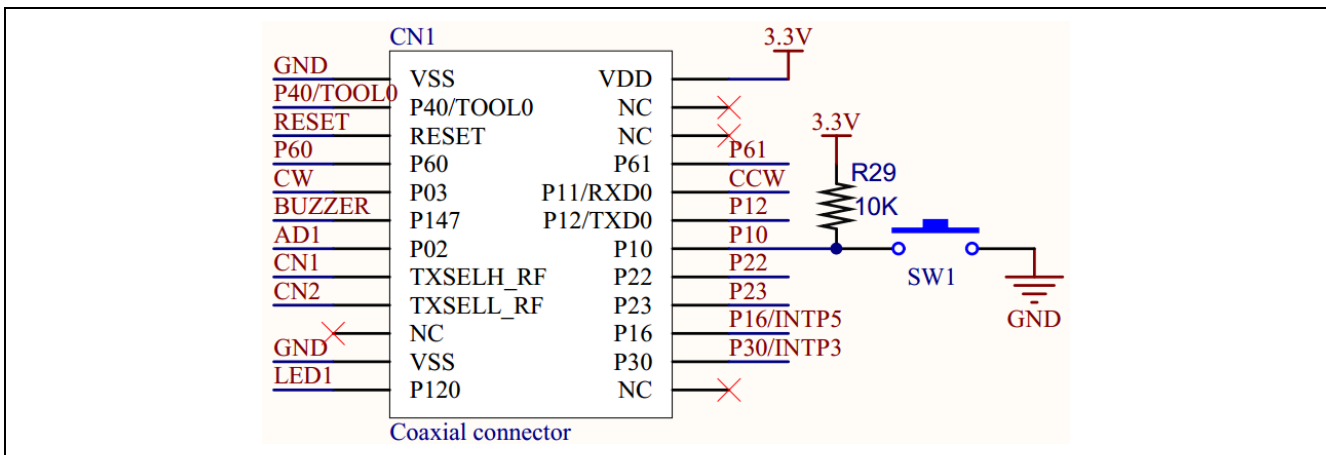 CN1
3.3V
GND VSS VDD
P40/TOOL0 P40/TOOL0 NC
RESET RESET NC 3.3V
P60 P60 P61 P61
CW P03 P11/RXD0 CCW R29
BUZZER P147 P12/TXD0 P12 10K
AD1 P02 P10 P10
CN1 TXSELH_RF P22 P22 SW1
CN2 TXSELL_RF P23 P23
NC P16 P16/INTP5 GND
GND VSS P30 P30/INTP3
LED1 P120 NC
Coaxial connector